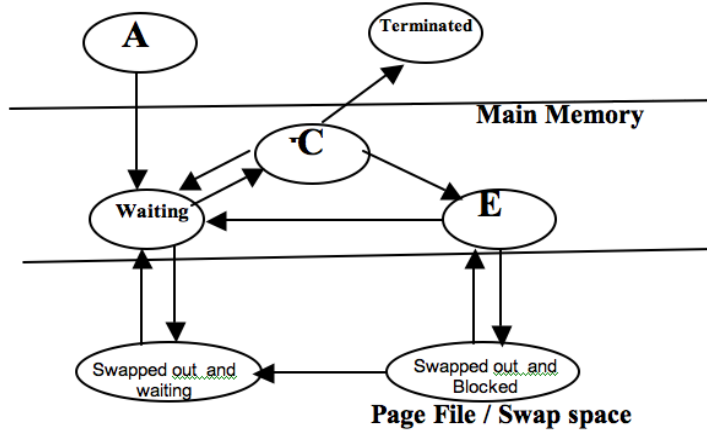 A
Terminated
Main Memory
C
Waiting
E
Swapped out and
waiting
Swapped out and
Blocked
Page File / Swap space